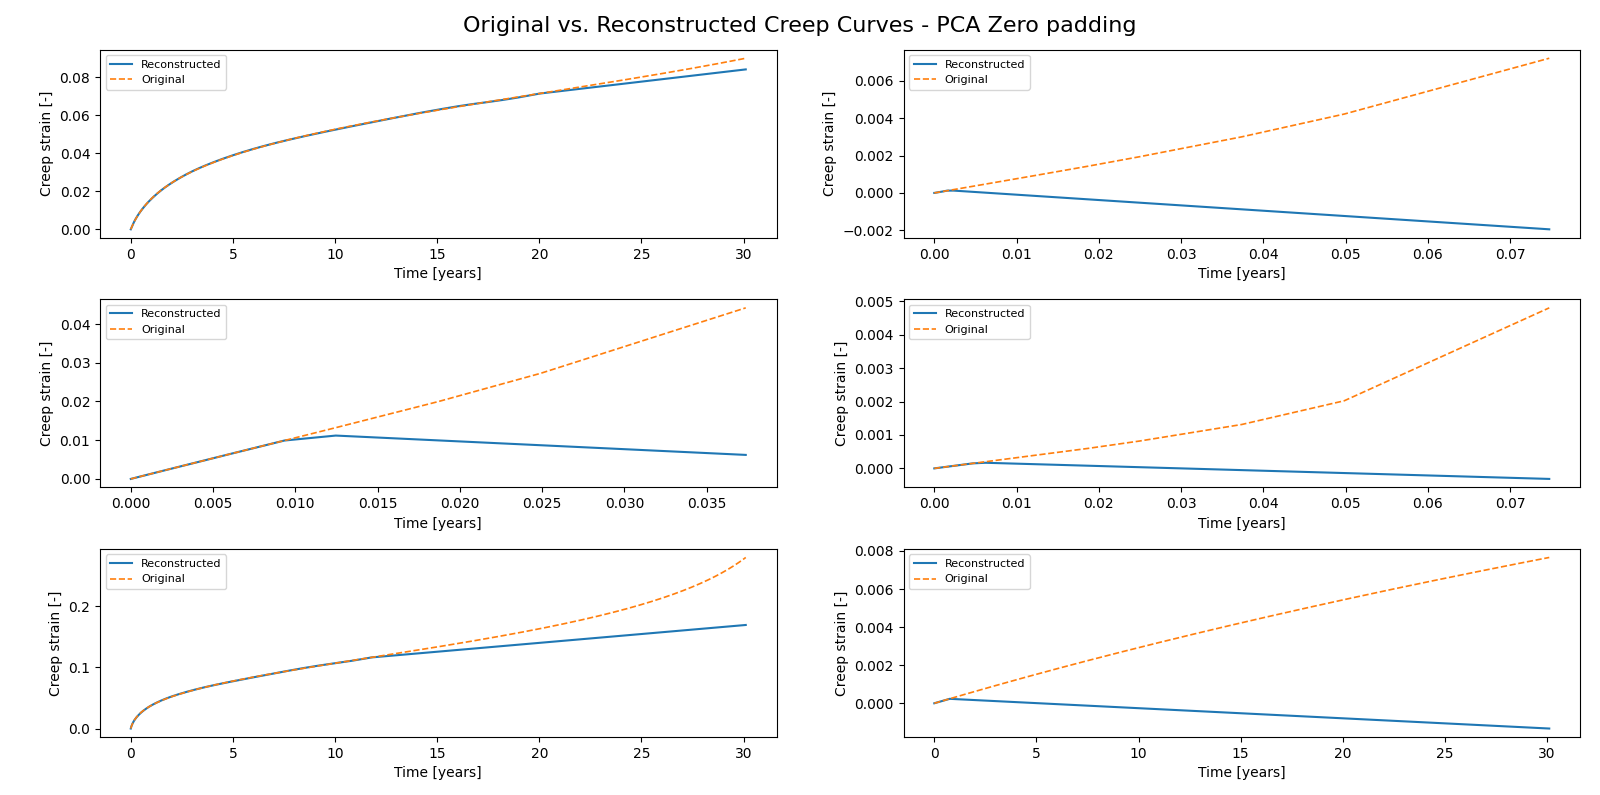 Original vs. Reconstructed Creep Curves - PCA Zero padding
Reconstructed
Original
Creep strain [-]
0.08
0.06
0.04
0.02
0.00
0 5 10 15 20 25 30
Time [years]
Reconstructed
Original
Creep strain [-]
0.006
0.004
0.002
0.000
−0.002
0.00 0.01 0.02 0.03 0.04 0.05 0.06 0.07
Time [years]
Reconstructed
Original
Creep strain [-]
0.04
0.03
0.02
0.01
0.00
0.000 0.005 0.010 0.015 0.020 0.025 0.030 0.035
Time [years]
Reconstructed
Original
Creep strain [-]
0.005
0.004
0.003
0.002
0.001
0.000
0.00 0.01 0.02 0.03 0.04 0.05 0.06 0.07
Time [years]
Reconstructed
Original
Creep strain [-]
0.2
0.1
0.0
0 5 10 15 20 25 30
Time [years]
Reconstructed
Original
Creep strain [-]
0.008
0.006
0.004
0.002
0.000
0 5 10 15 20 25 30
Time [years]